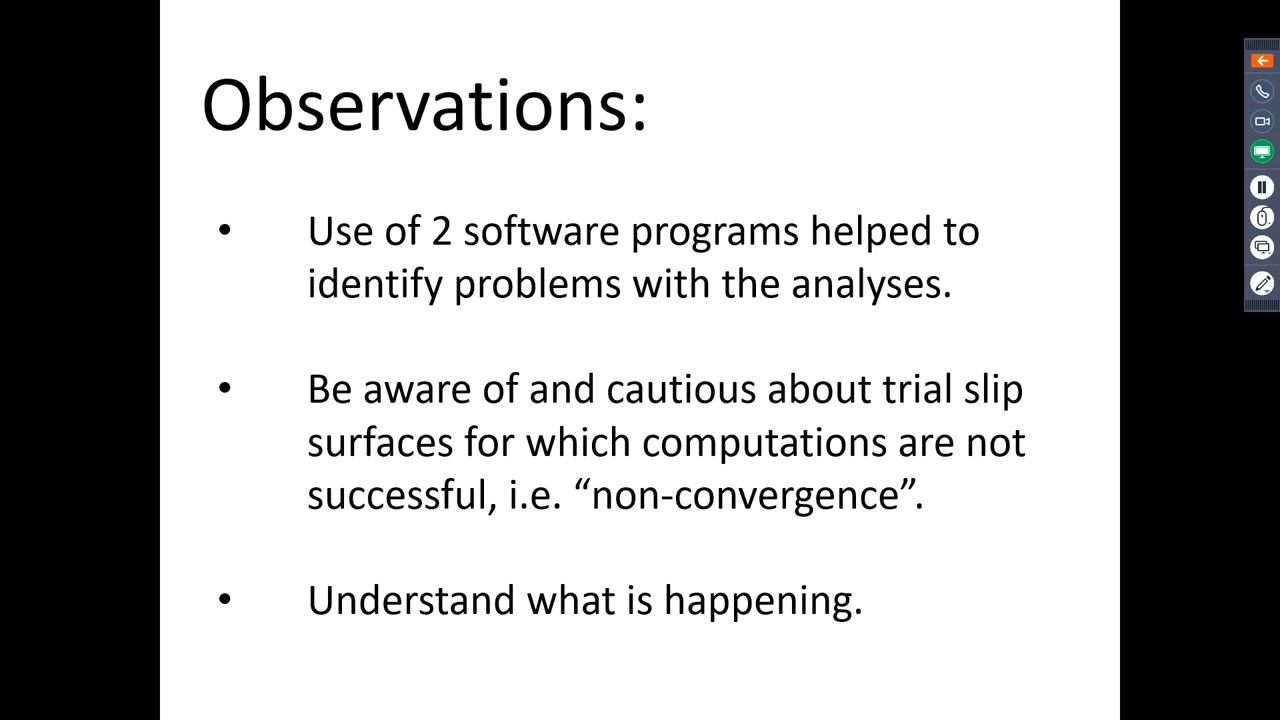 Observations:
• Use of 2 software programs helped to
identify problems with the analyses.
• Be aware of and cautious about trial slip
surfaces for which computations are not
successful, i.e. “non-convergence”.
• Understand what is happening.